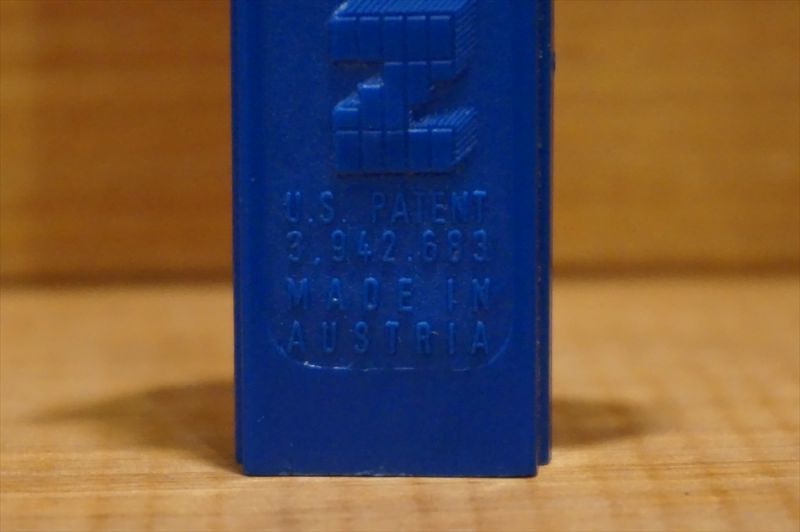 Z
U.S. PATENT
3.942.683
MADE IN
AUSTRIA